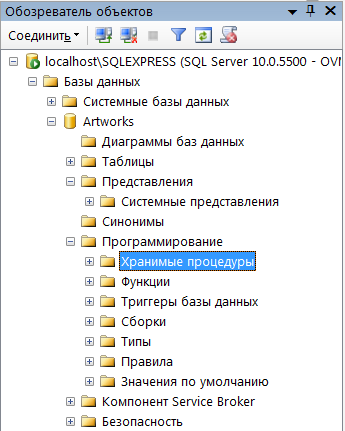 Обозреватель объектов
Соединить
localhost\SQLEXPRESS (SQL Server 10.0.5500 - OVN
Базы данных
Системные базы данных
Artworks
Диаграммы баз данных
Таблицы
Представления
Системные представления
Синонимы
Программирование
Хранимые процедуры
Функции
Триггеры базы данных
Сборки
Типы
Правила
Значения по умолчанию
Компонент Service Broker
Безопасность